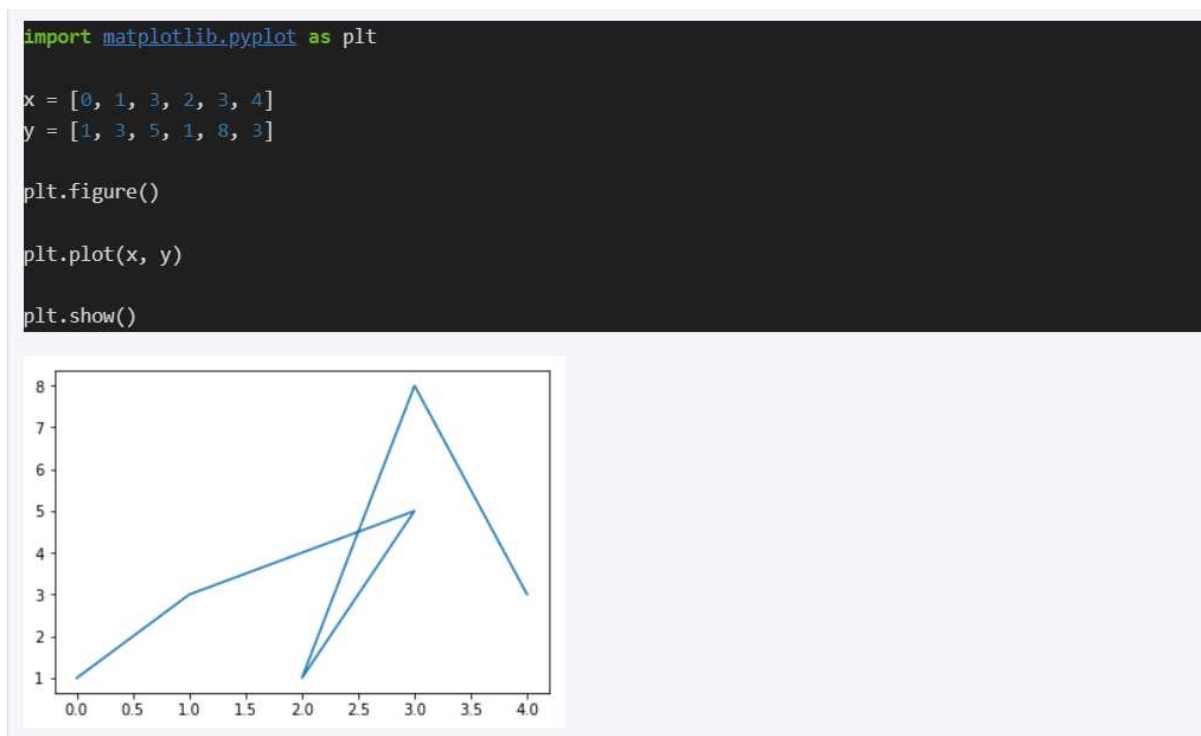 import matplotlib.pyplot as plt
x = [0, 1, 3, 2, 3, 4]
y = [1, 3, 5, 1, 8, 3]
plt.figure()
plt.plot(x, y)
plt.show()
8
7
6
5
4
3
2
1
0.0 0.5 1.0 1.5 2.0 2.5 3.0 3.5 4.0